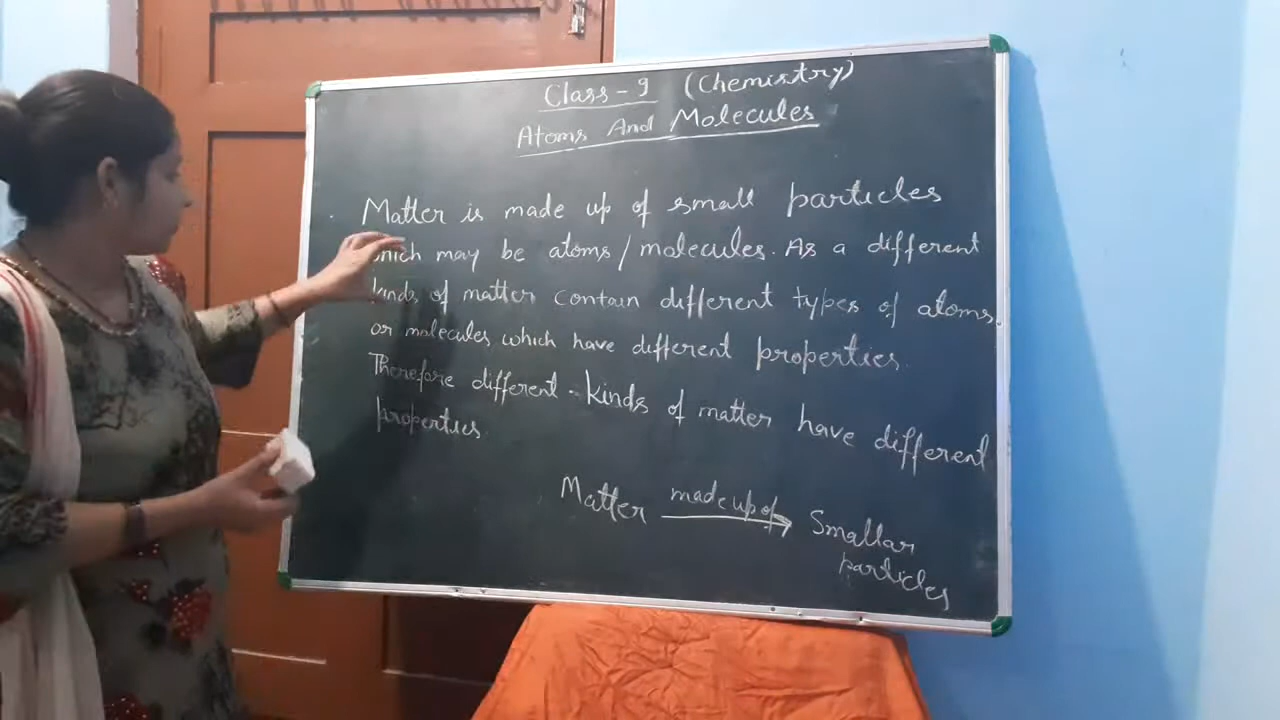 Class - 9 (Chemistry)
Atoms And Molecules
Matter is made up of small particles
which may be atoms / molecules. As a different
kinds of matter contain different types of atoms.
or molecules which have different properties.
Therefore different - kinds of matter have different
properties.
Matter made up of → Smallar
particles